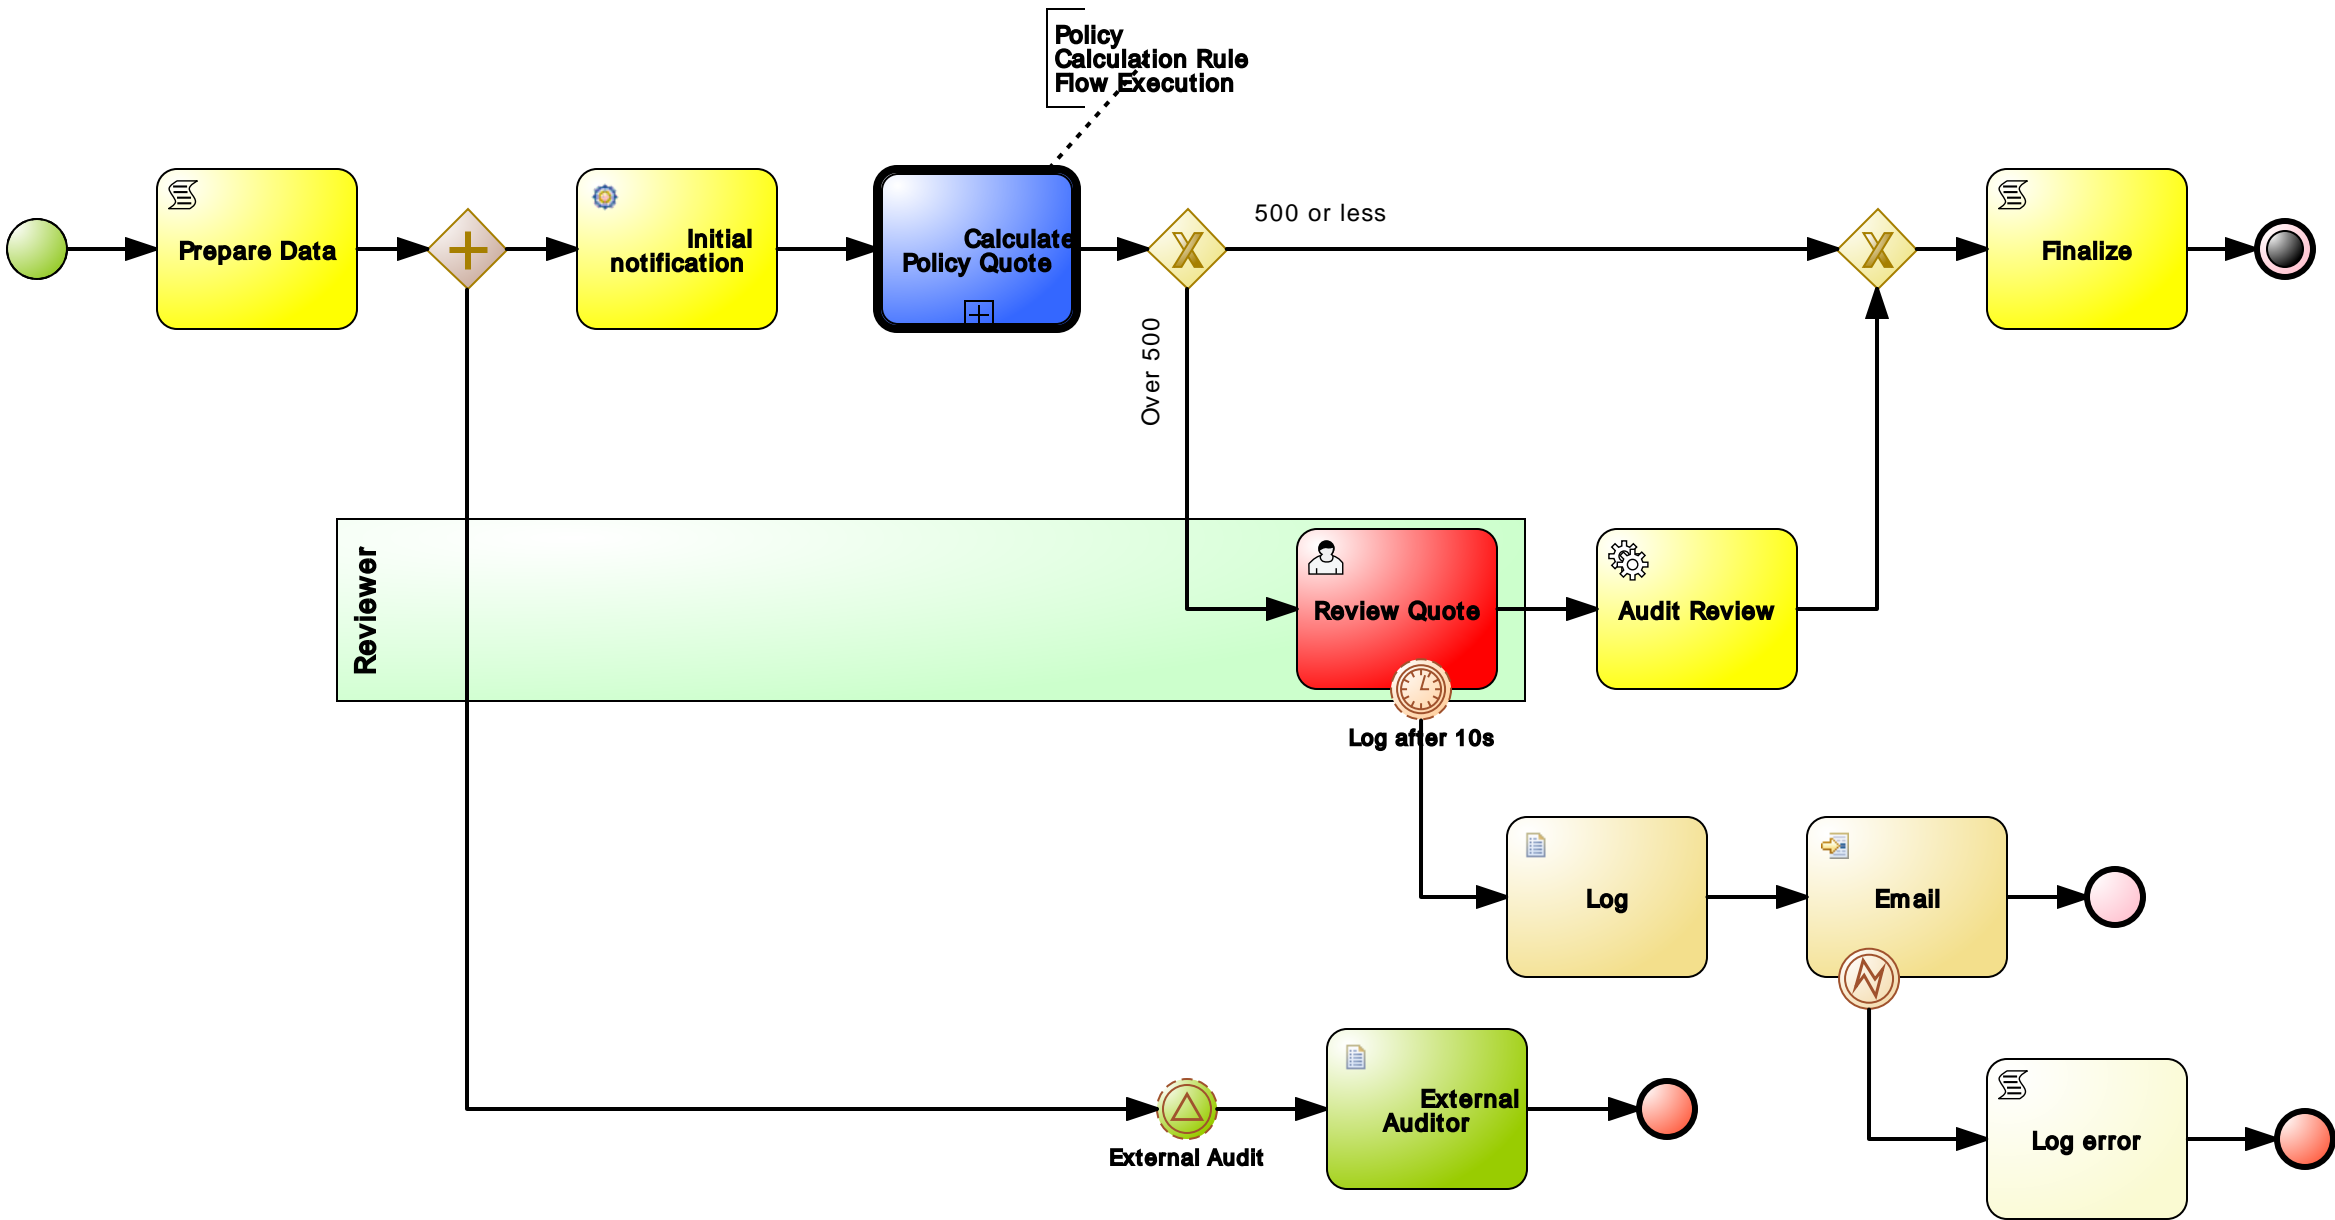 Policy
Calculation Rule
Flow Execution
Prepare Data
Initial
notification
Calculate
Policy Quote
500 or less
Finalize
Over 500
Reviewer
Review Quote
Audit Review
Log after 10s
Log
Email
External
Auditor
External Audit
Log error